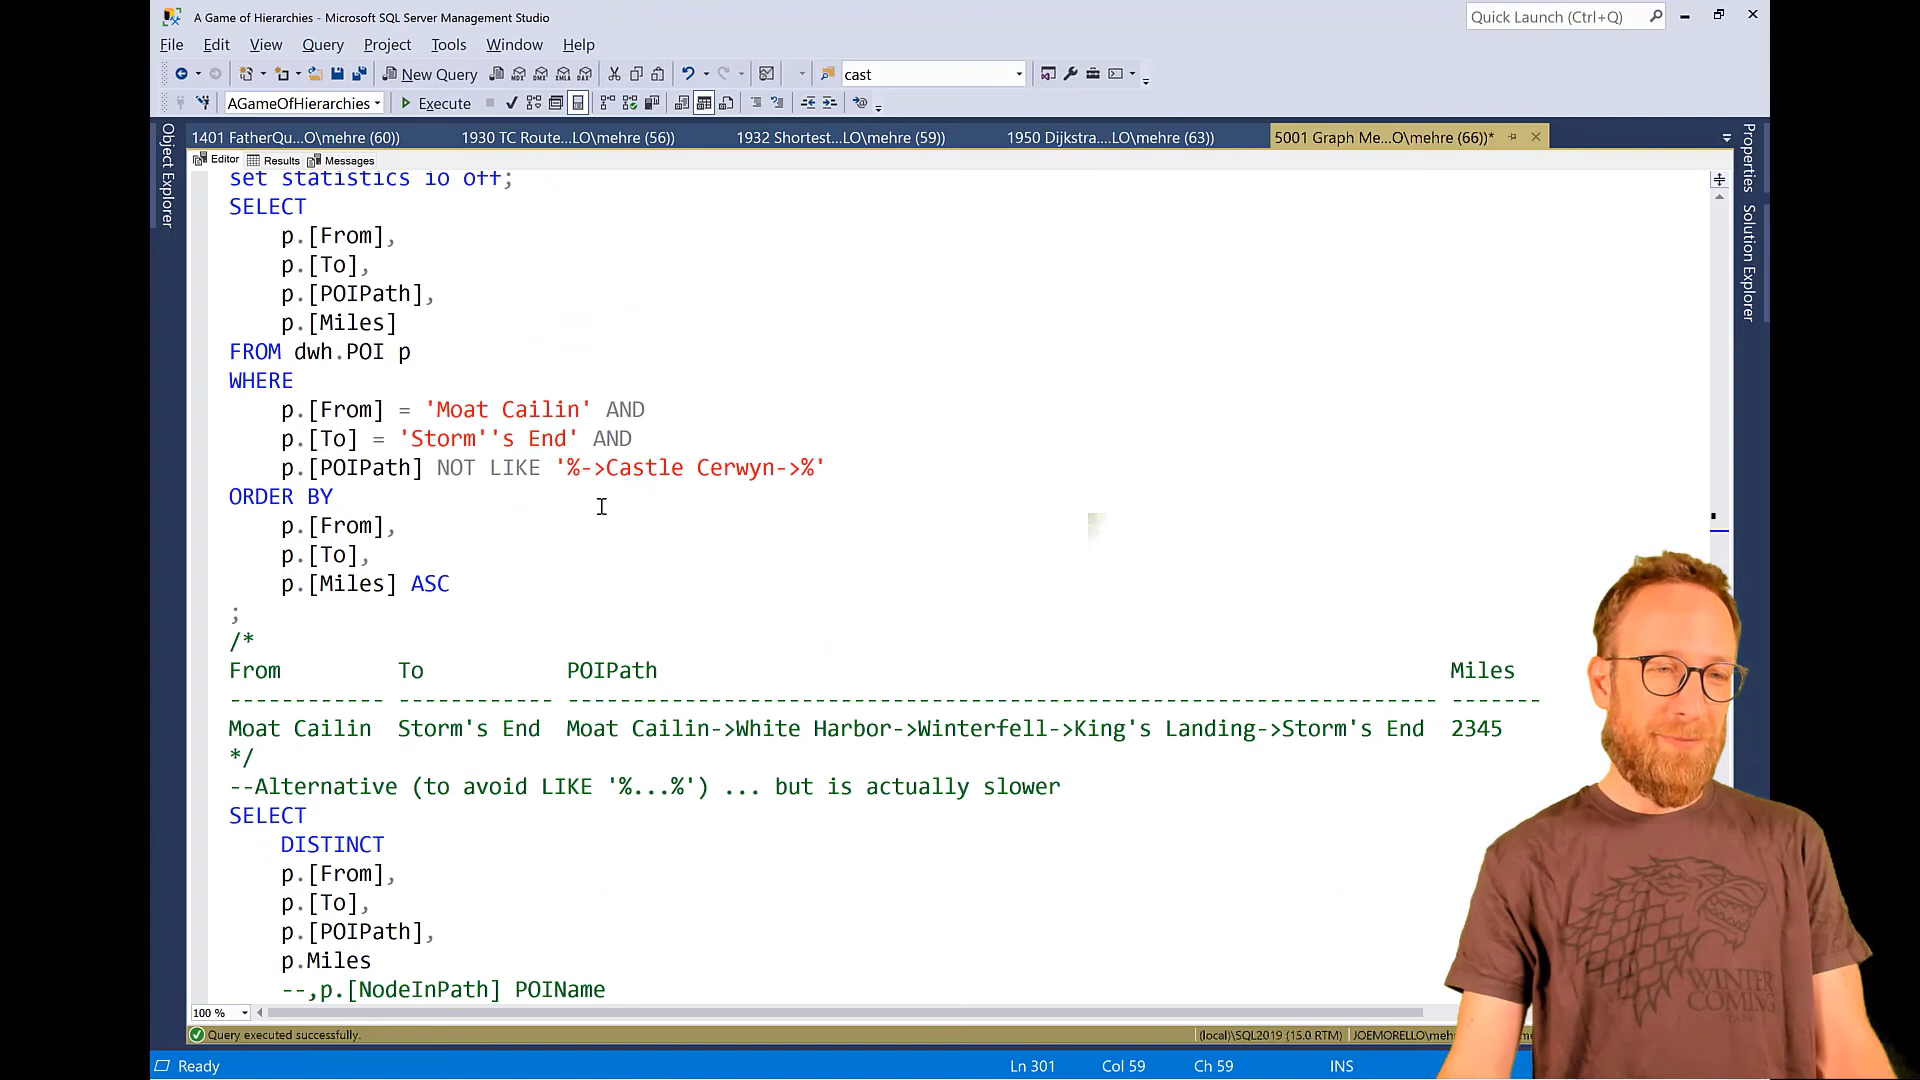 A Game of Hierarchies - Microsoft SQL Server Management Studio
Quick Launch (Ctrl+Q)
File Edit View Query Project Tools Window Help
New Query
cast
AGameOfHierarchies
Execute
1401 FatherQu...O\mehre (60))
1930 TC Route...LO\mehre (56))
1932 Shortest...LO\mehre (59))
1950 Dijkstra....LO\mehre (63))
5001 Graph Me...O\mehre (66))*
Object Explorer
Properties
Solution Explorer
Editor Results Messages
set statistics io off;
SELECT
p.[From],
p.[To],
p.[POIPath],
p.[Miles]
FROM dwh.POI p
WHERE
p.[From] = 'Moat Cailin' AND
p.[To] = 'Storm''s End' AND
p.[POIPath] NOT LIKE '%->Castle Cerwyn->%'
ORDER BY
p.[From],
p.[To],
p.[Miles] ASC
;
/*
From To POIPath Miles
------------ ------------ ------------------------------------------------------------------- -------
Moat Cailin Storm's End Moat Cailin->White Harbor->Winterfell->King's Landing->Storm's End 2345
*/
--Alternative (to avoid LIKE '%...%') ... but is actually slower
SELECT
DISTINCT
p.[From],
p.[To],
p.[POIPath],
p.Miles
--,p.[NodeInPath] POIName
100 %
Query executed successfully.
(local)\SQL2019 (15.0 RTM)
JOEMORELLO\meh
Ready
Ln 301
Col 59
Ch 59
INS
WINTER
COMING